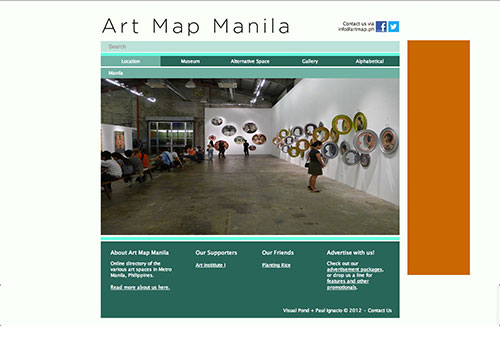 Art Map Manila
Contact us via
info@artmap.ph
Search
Location Museum Alternative Space Gallery Alphabetical
Manila
About Art Map Manila
Online directory of the
various art spaces in Metro
Manila, Philippines.
Read more about us here.
Our Supporters
Art Institute I
Our Friends
Planting Rice
Advertise with us!
Check out our
advertisement packages,
or drop us a line for
features and other
promotionals.
Visual Pond + Paul Ignacio © 2012 - Contact Us